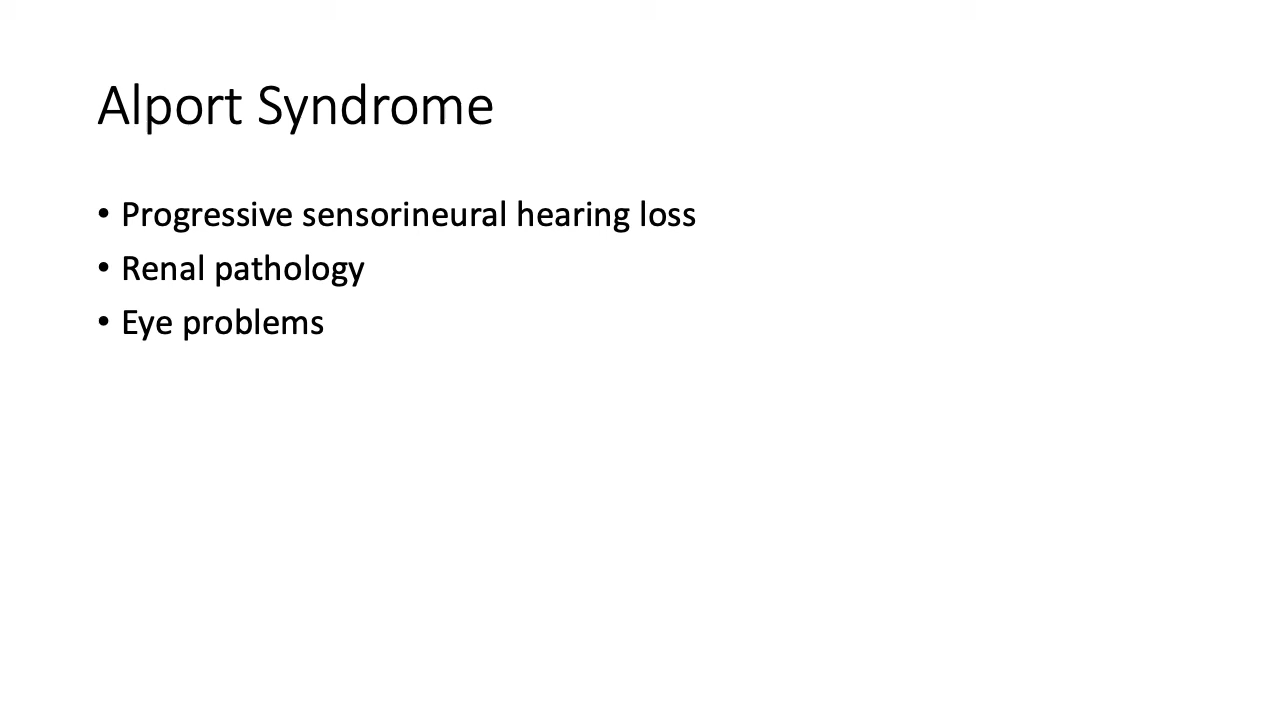 Alport Syndrome
• Progressive sensorineural hearing loss
• Renal pathology
• Eye problems